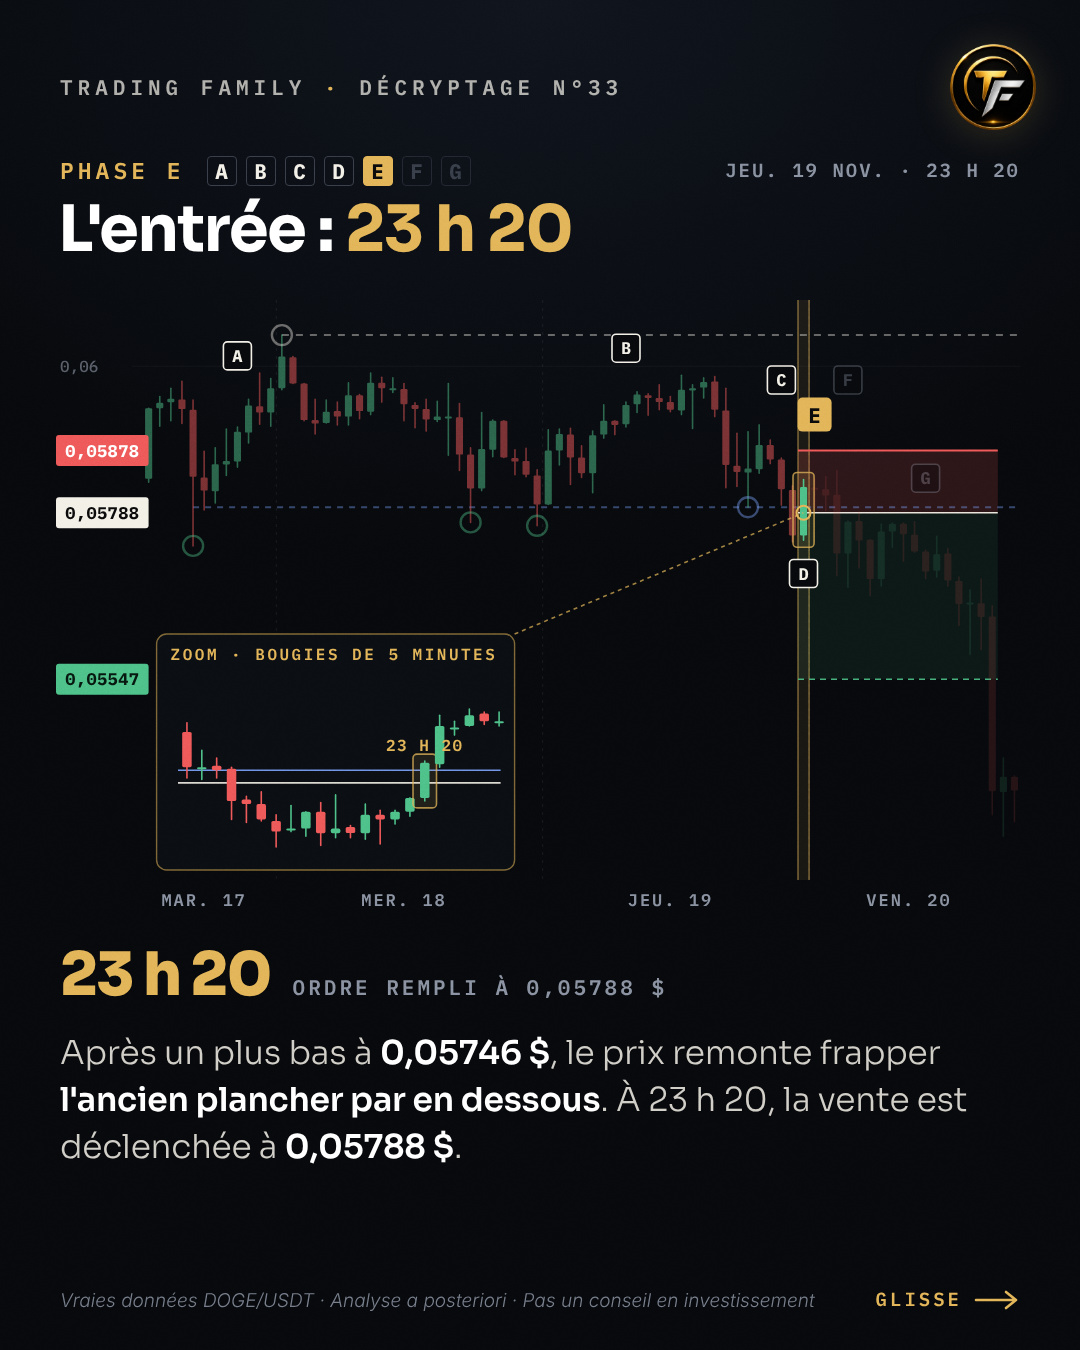 TRADING FAMILY · DÉCRYPTAGE N°33
TF
PHASE E A B C D E F G
JEU. 19 NOV. · 23 H 20
L'entrée : 23 h 20
A
B
0,06
C
F
E
0,05878
G
0,05788
D
ZOOM · BOUGIES DE 5 MINUTES
0,05547
23 H 20
MAR. 17
MER. 18
JEU. 19
VEN. 20
23 h 20 ORDRE REMPLI À 0,05788 $
Après un plus bas à 0,05746 $, le prix remonte frapper
l'ancien plancher par en dessous. À 23 h 20, la vente est
déclenchée à 0,05788 $.
Vraies données DOGE/USDT · Analyse a posteriori · Pas un conseil en investissement
GLISSE →